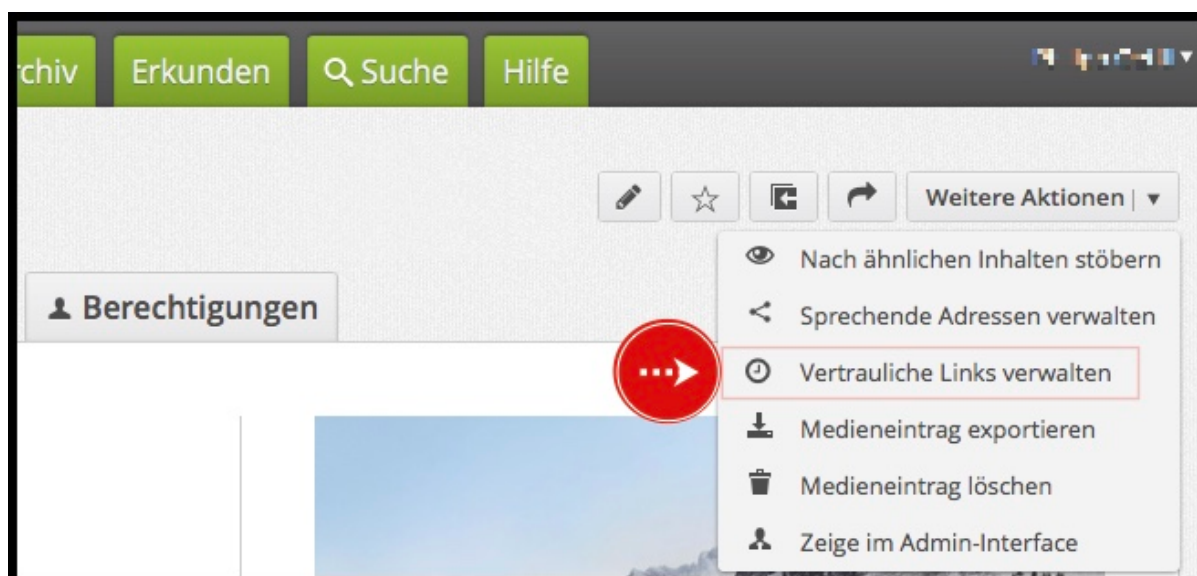 Erkunden
Suche
Hilfe
Weitere Aktionen
Nach ähnlichen Inhalten stöbern
Berechtigungen
Sprechende Adressen verwalten
Vertrauliche Links verwalten
Medieneintrag exportieren
Medieneintrag löschen
Zeige im Admin-Interface